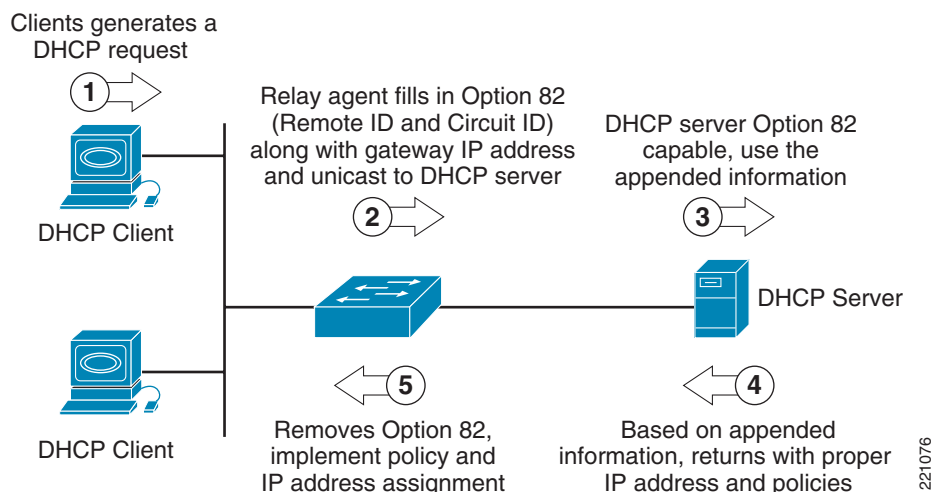 Clients generates a
DHCP request
1
Relay agent fills in Option 82
(Remote ID and Circuit ID)
along with gateway IP address
and unicast to DHCP server
2
DHCP server Option 82
capable, use the
appended information
3
DHCP Client
DHCP Server
DHCP Client
5
Removes Option 82,
implement policy and
IP address assignment
4
Based on appended
information, returns with proper
IP address and policies
221076